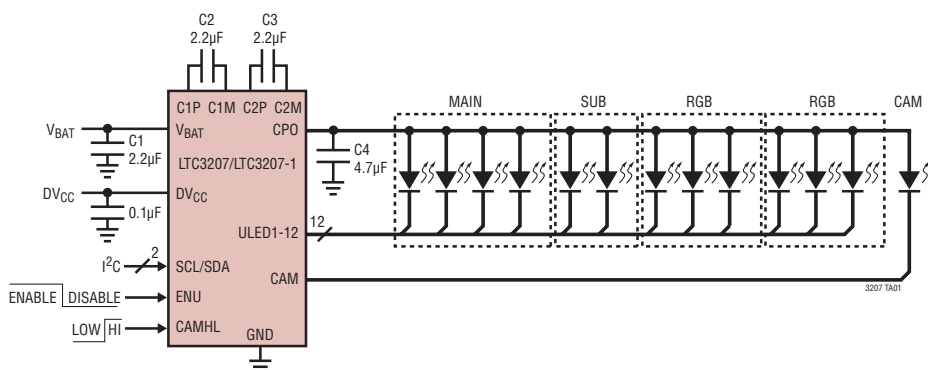 C2
2.2µF
C3
2.2µF
C1P C1M C2P C2M
MAIN
SUB
RGB
RGB
CAM
VBAT
VBAT
CPO
C1
2.2µF
LTC3207/LTC3207-1
C4
4.7µF
DVCC
DVCC
0.1µF
ULED1-12
12
I2C
2
SCL/SDA
CAM
3207 TA01
ENABLE DISABLE
ENU
LOW HI
CAMHL
GND